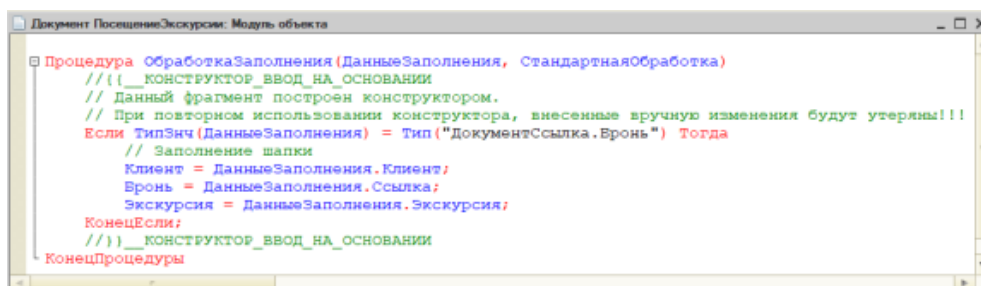 Документ ПосещениеЭкскурсии: Модуль объекта
Процедура ОбработкаЗаполнения(ДанныеЗаполнения, СтандартнаяОбработка)
//{{__КОНСТРУКТОР_ВВОД_НА_ОСНОВАНИИ
// Данный фрагмент построен конструктором.
// При повторном использовании конструктора, внесенные вручную изменения будут утеряны!!!
Если ТипЗнч(ДанныеЗаполнения) = Тип("ДокументСсылка.Бронь") Тогда
// Заполнение шапки
Клиент = ДанныеЗаполнения.Клиент;
Бронь = ДанныеЗаполнения.Ссылка;
Экскурсия = ДанныеЗаполнения.Экскурсия;
КонецЕсли;
//}}__КОНСТРУКТОР_ВВОД_НА_ОСНОВАНИИ
КонецПроцедуры